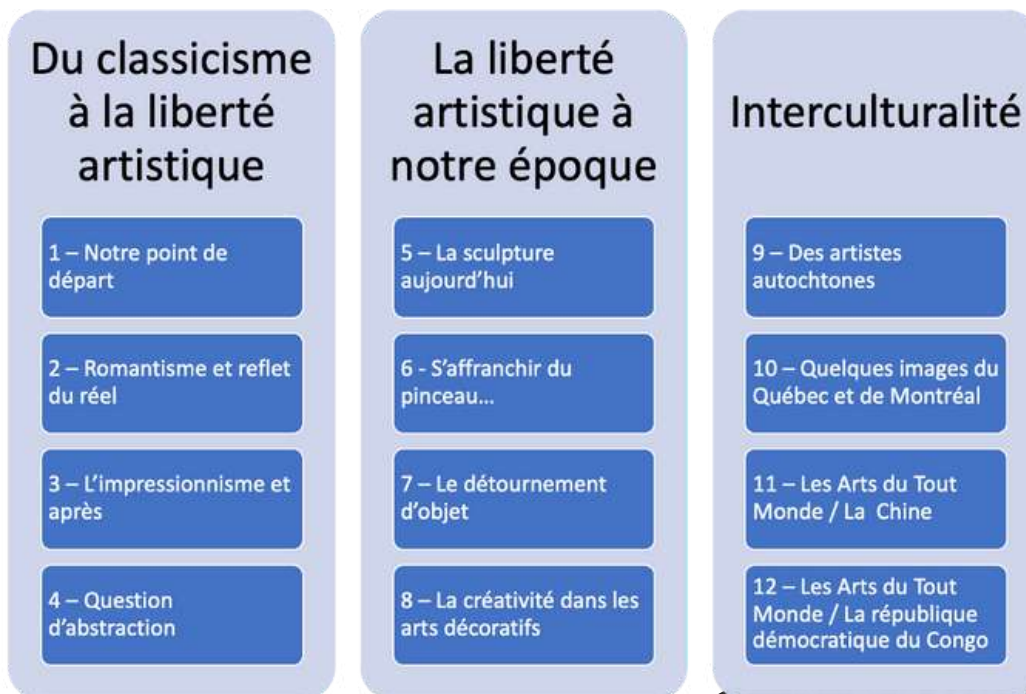 Du classicisme
à la liberté
artistique
1 – Notre point de
départ
2 – Romantisme et reflet
du réel
3 – L'impressionnisme et
après
4 – Question
d'abstraction
La liberté
artistique à
notre époque
5 – La sculpture
aujourd'hui
6 - S'affranchir du
pinceau...
7 – Le détournement
d'objet
8 – La créativité dans les
arts décoratifs
Interculturalité
9 – Des artistes
autochtones
10 – Quelques images du
Québec et de Montréal
11 – Les Arts du Tout
Monde / La  Chine
12 – Les Arts du Tout
Monde / La république
démocratique du Congo